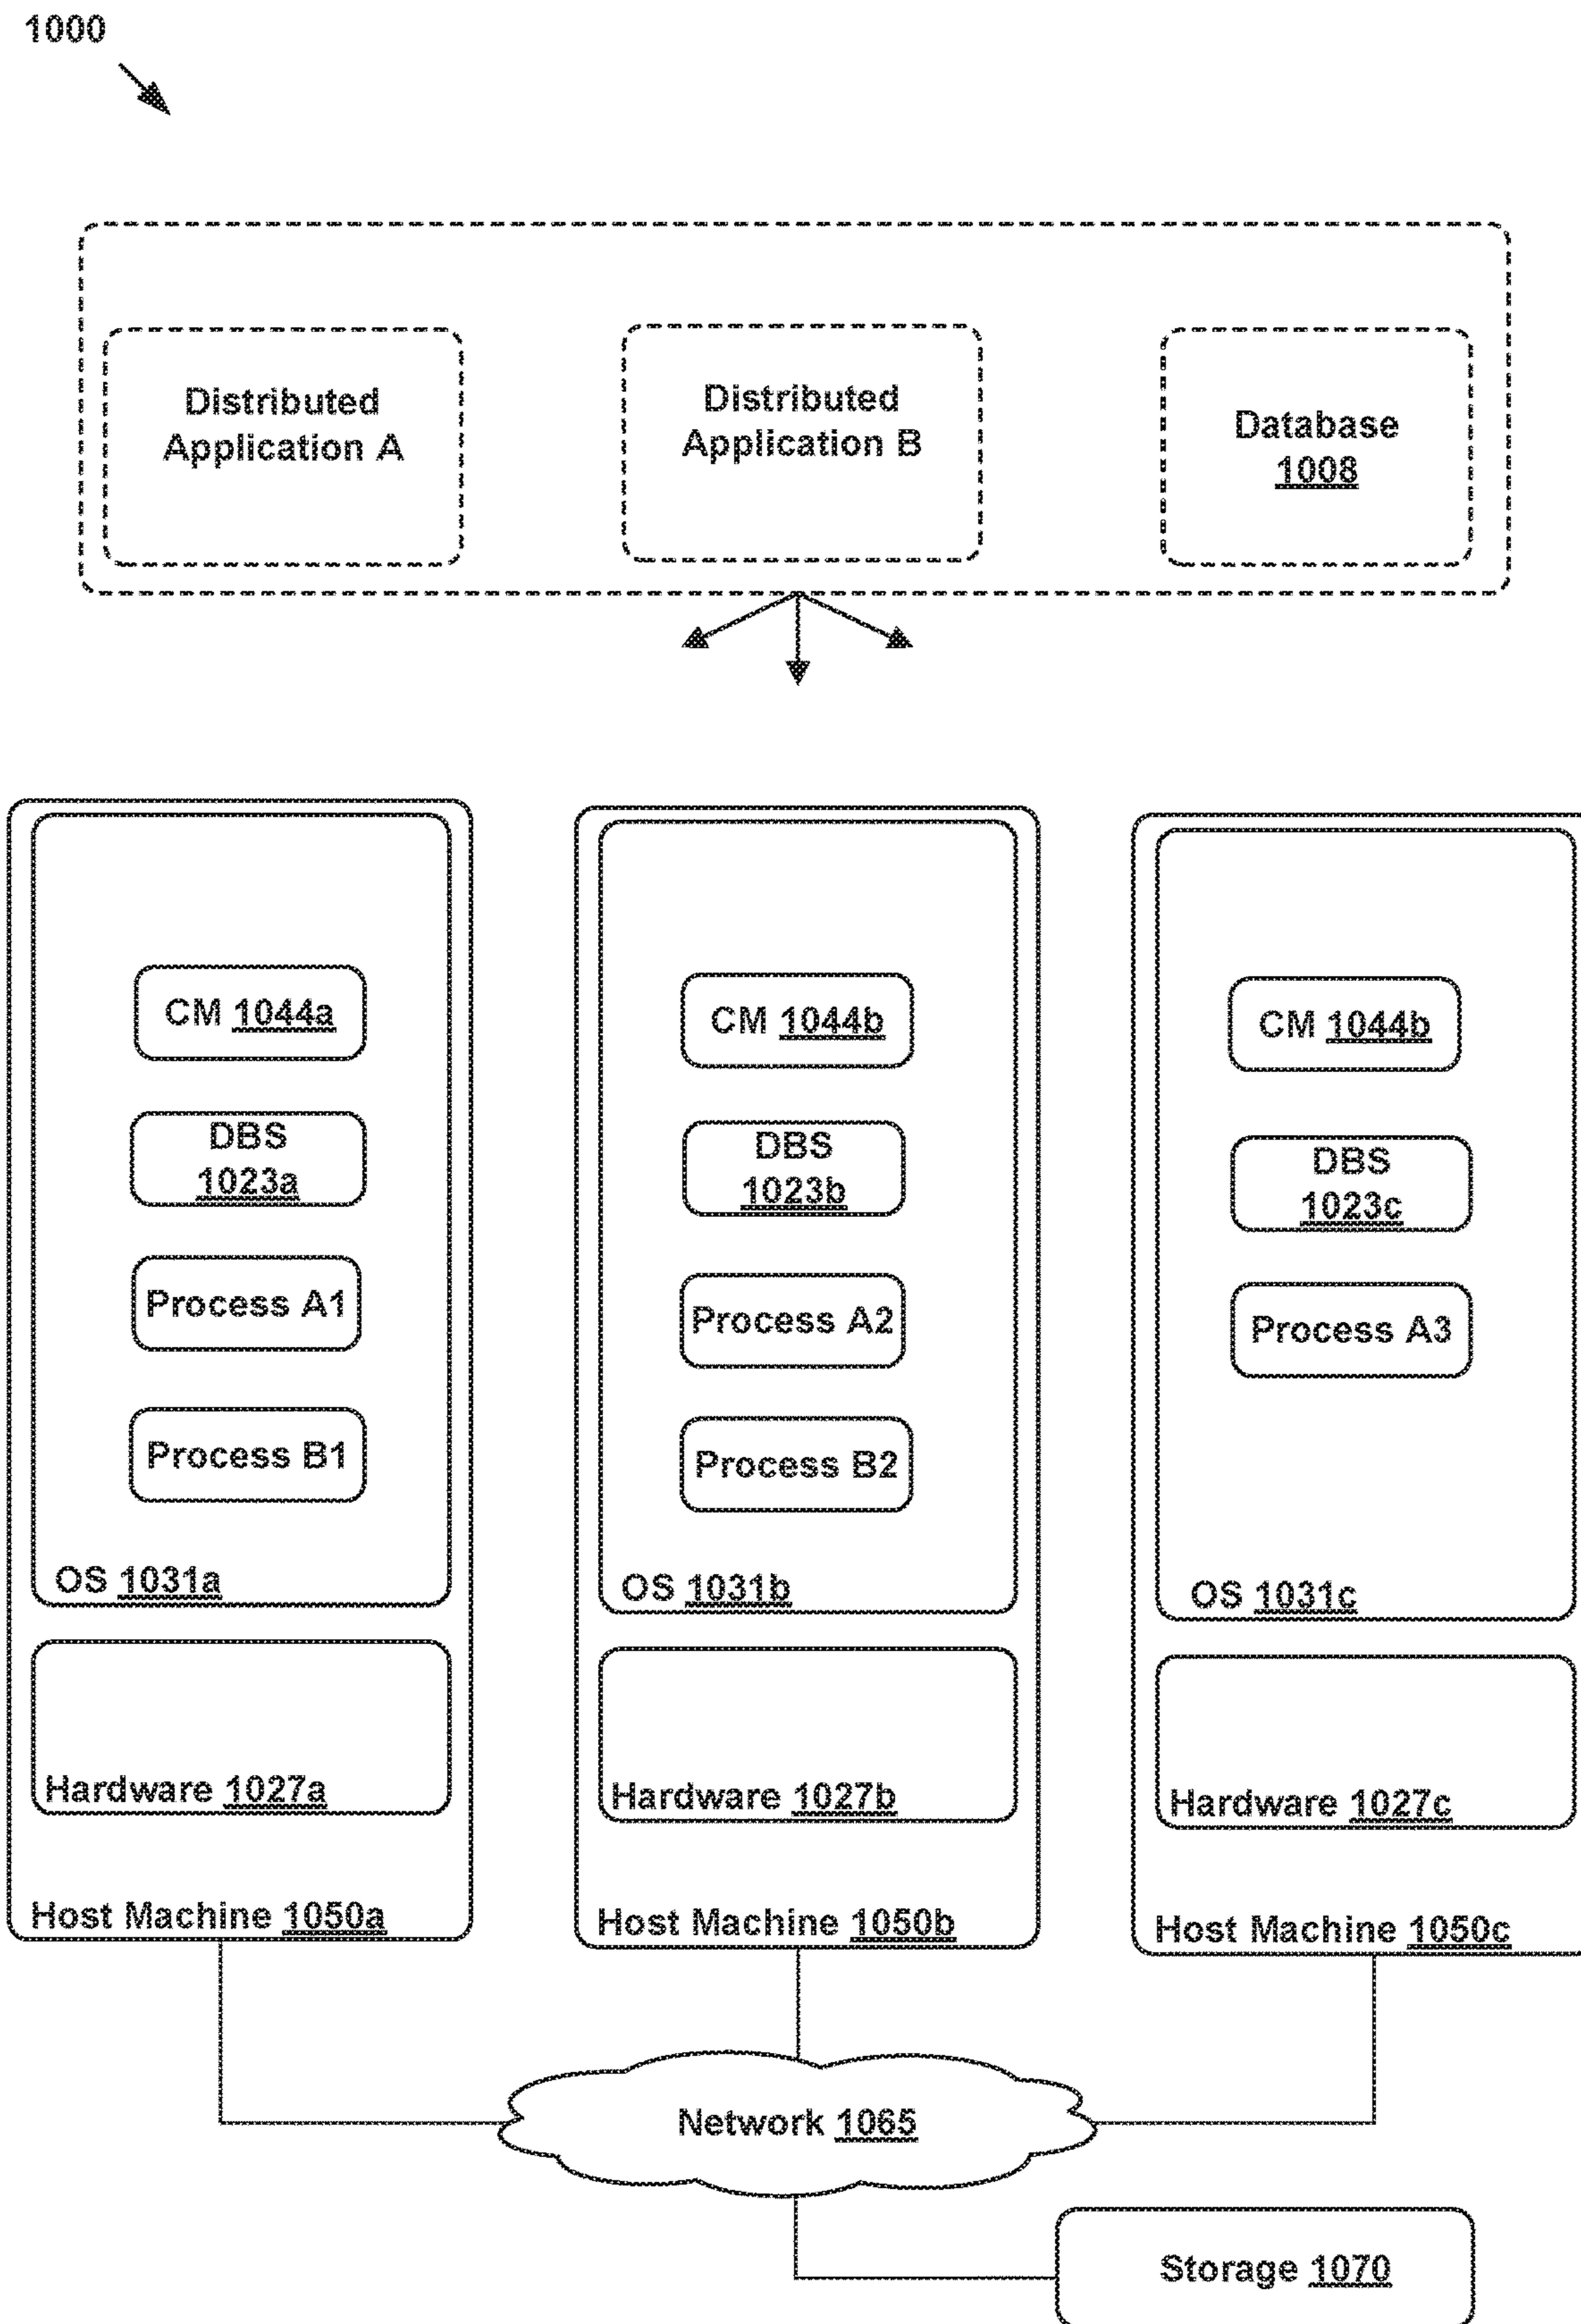 1000
Distributed
Application A
Distributed
Application B
Database
1008
CM 1044a
DBS
1023a
Process A1
Process B1
OS 1031a
Hardware 1027a
Host Machine 1050a
CM 1044b
DBS
1023b
Process A2
Process B2
OS 1031b
Hardware 1027b
Host Machine 1050b
CM 1044b
DBS
1023c
Process A3
OS 1031c
Hardware 1027c
Host Machine 1050c
Network 1065
Storage 1070